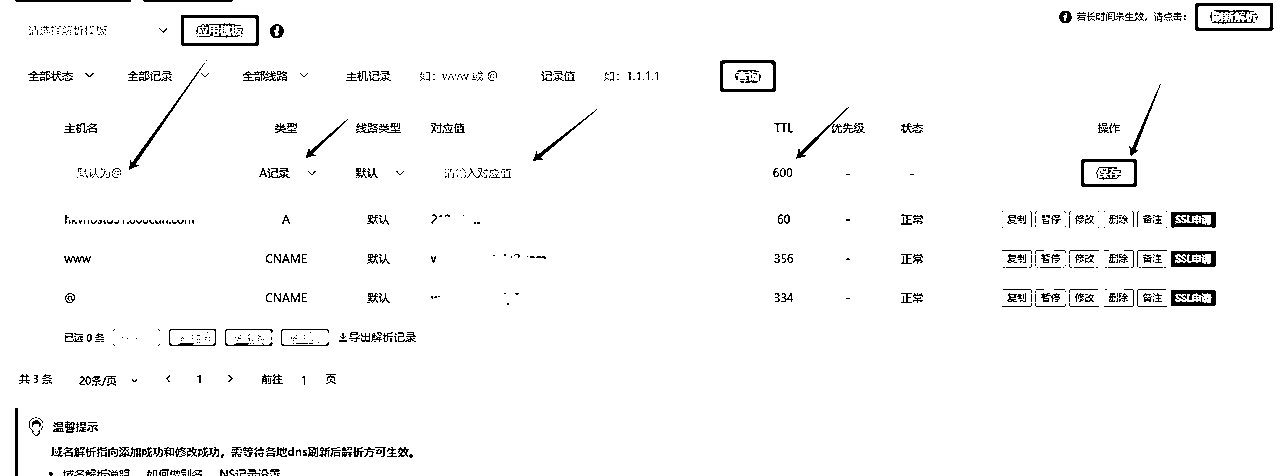 请选择解析模板 应用模板
若长时间未生效，请点击： 刷新解析
全部状态 全部记录 全部线路 主机记录 如：www 或 @ 记录值 如：1.1.1.1 查询
主机名 类型 线路类型 对应值 TTL 优先级 状态 操作
默认为@ A记录 默认 请输入对应值 600 - - 保存
A 默认 60 - 正常 复制 暂停 修改 删除 备注 SSL申请
www CNAME 默认 356 - 正常 复制 暂停 修改 删除 备注 SSL申请
@ CNAME 默认 334 - 正常 复制 暂停 修改 删除 备注 SSL申请
已选 0 条 导出解析记录
共 3 条 20条/页 1 前往 1 页
温馨提示
域名解析指向添加成功和修改成功，需等待各地dns刷新后解析方可生效。